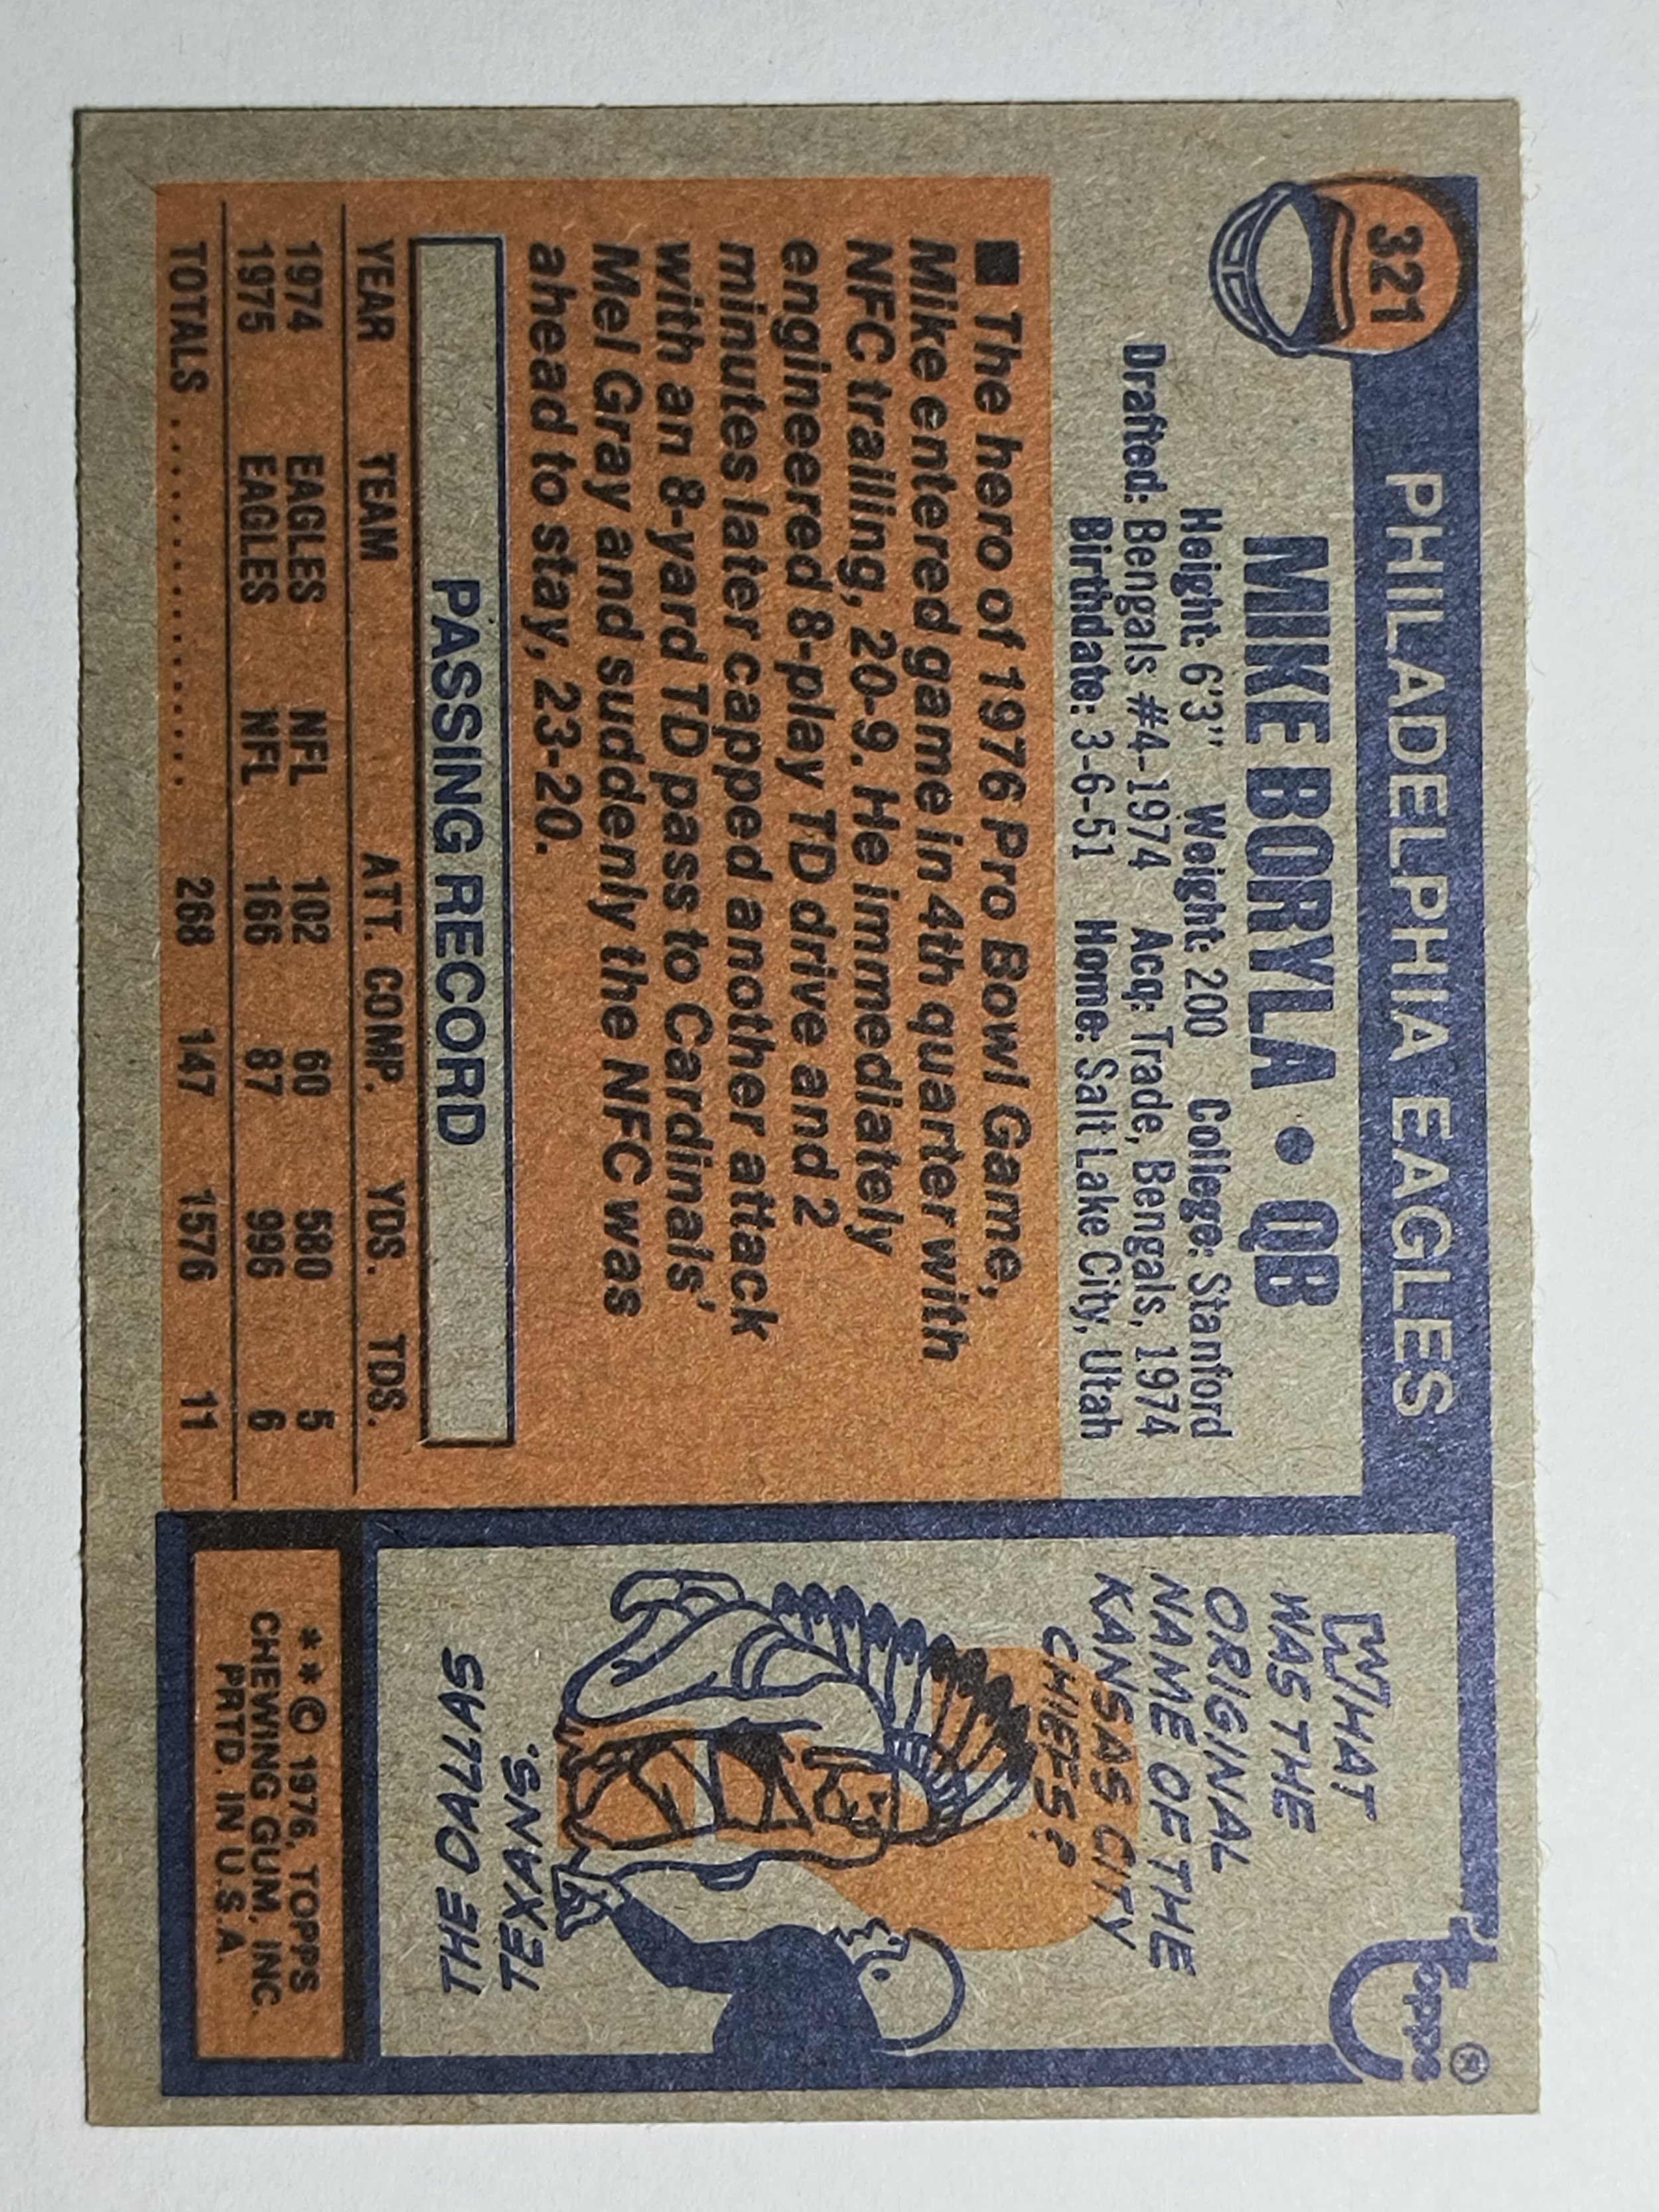 321
PHILADELPHIA EAGLES
MIKE BORYLA • QB
Height: 6'3" Weight: 200 College: Stanford
Drafted: Bengals #4-1974 Acq: Trade, Bengals, 1974
Birthdate: 3-6-51 Home: Salt Lake City, Utah
■ The hero of 1976 Pro Bowl Game,
Mike entered game in 4th quarter with
NFC trailing, 20-9. He immediately
engineered 8-play TD drive and 2
minutes later capped another attack
with an 8-yard TD pass to Cardinals'
Mel Gray and suddenly the NFC was
ahead to stay, 23-20.
PASSING RECORD
YEAR TEAM ATT. COMP. YDS. TDS.
1974 EAGLES NFL 102 60 580 5
1975 EAGLES NFL 166 87 996 6
TOTALS .................. 268 147 1576 11
Topps®
WHAT
WAS THE
ORIGINAL
NAME OF THE
KANSAS CITY
CHIEFS?
THE DALLAS
TEXANS.
** © 1976, TOPPS
CHEWING GUM, INC.
PRTD. IN U.S.A.